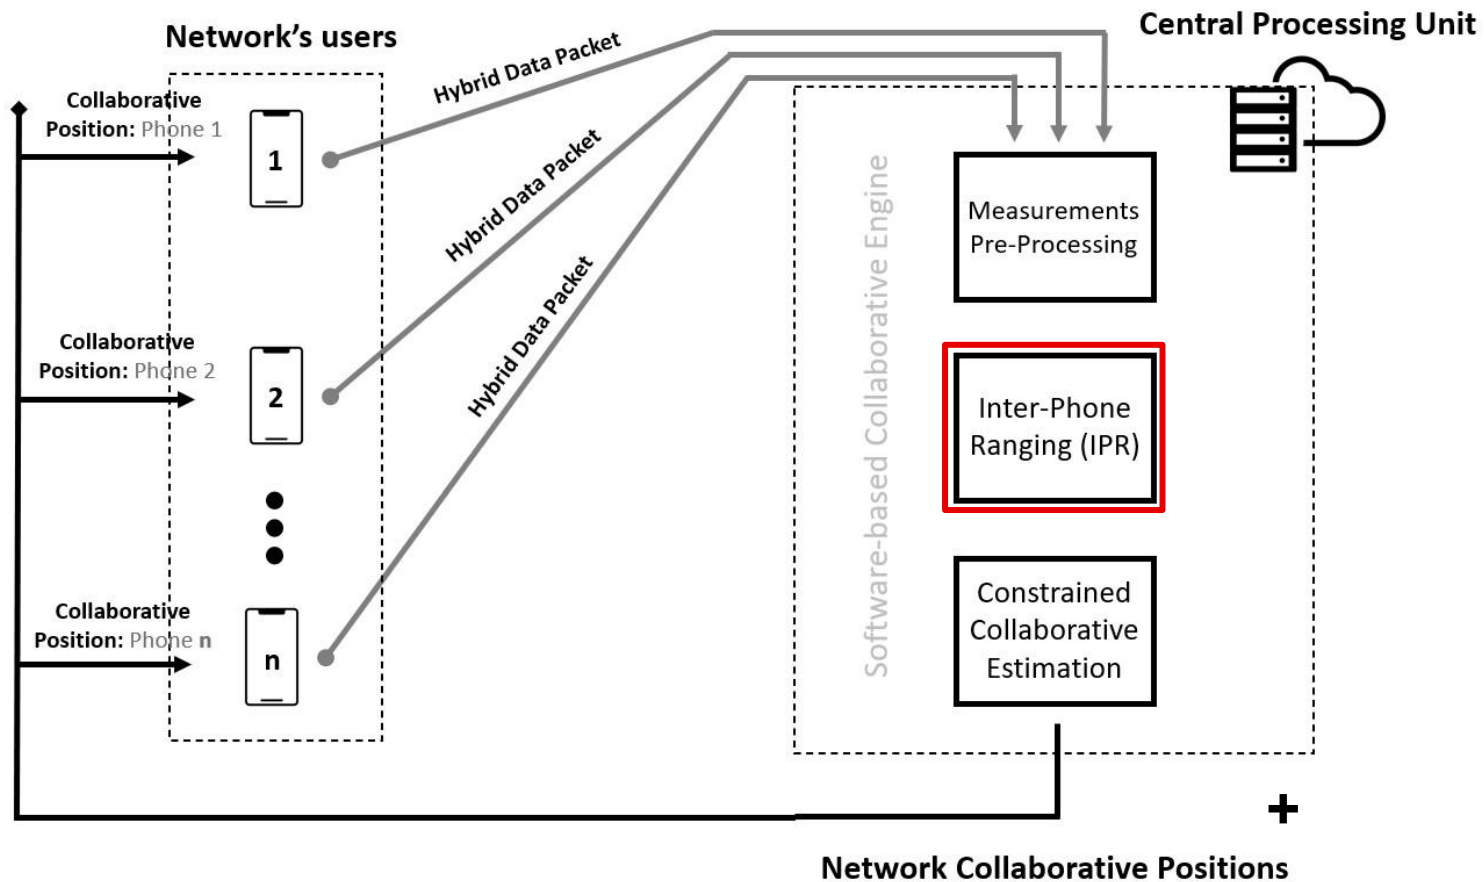 Central Processing Unit
Network's users
Hybrid Data Packet
Collaborative
Position: Phone 1
1
Hybrid Data Packet
Measurements
Pre-Processing
Software-based Collaborative Engine
Hybrid Data Packet
Collaborative
Position: Phone 2
2
Inter-Phone
Ranging (IPR)
Collaborative
Position: Phone n
n
Constrained
Collaborative
Estimation
+
Network Collaborative Positions